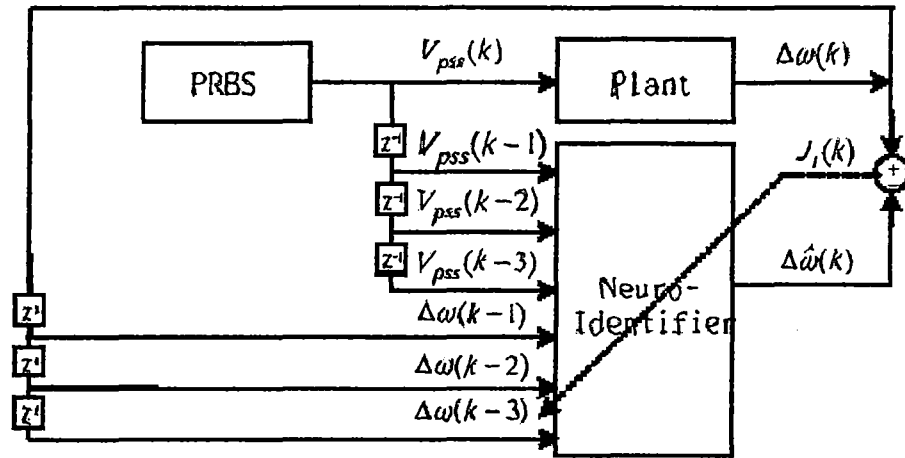 V_pss(k)
Δω(k)
PRBS
Plant
z⁻¹
V_pss(k−1)
J_I(k)
+
−
z⁻¹
V_pss(k−2)
z⁻¹
V_pss(k−3)
Δω̂(k)
Neuro-
Identifier
Δω(k−1)
Δω(k−2)
Δω(k−3)